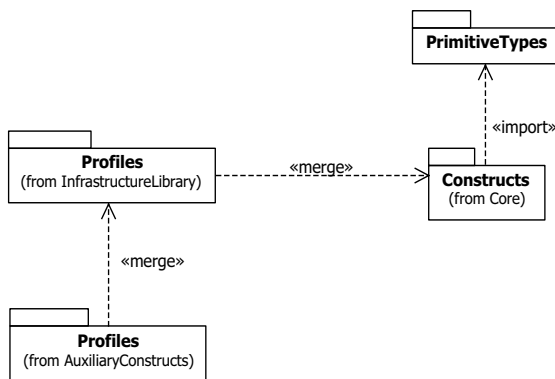 PrimitiveTypes
«import»
Profiles
(from InfrastructureLibrary)
«merge»
Constructs
(from Core)
«merge»
Profiles
(from AuxiliaryConstructs)